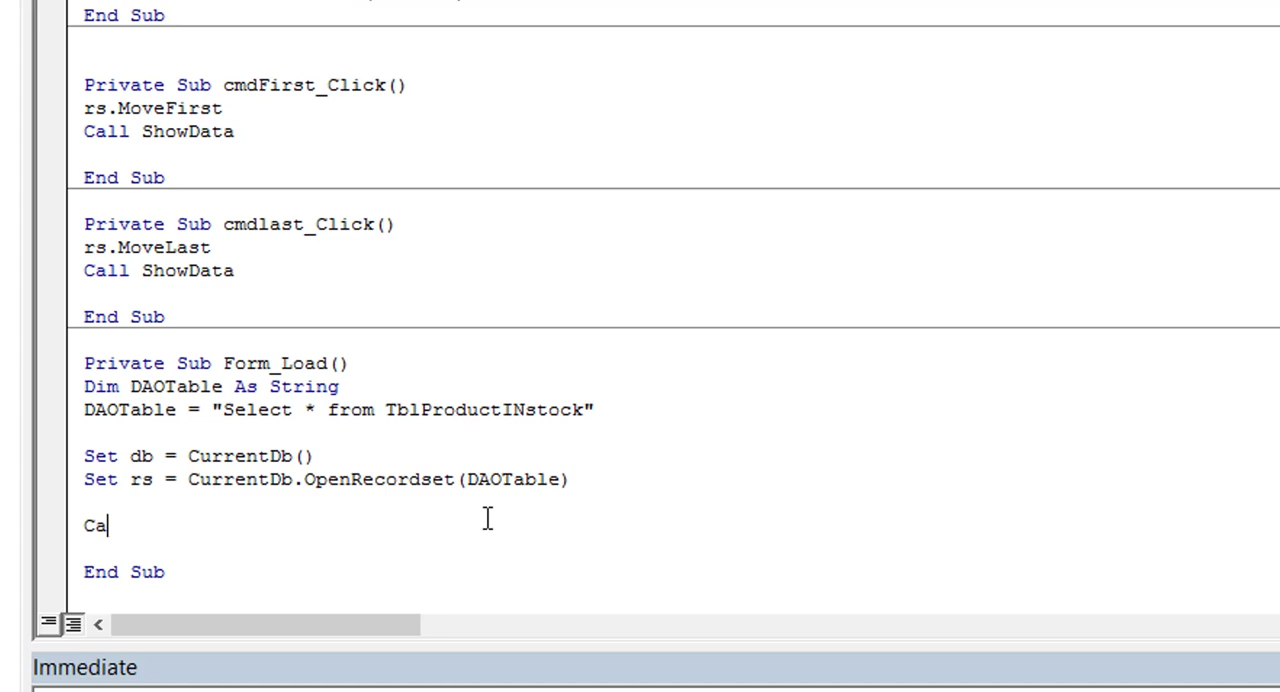 End Sub
Private Sub cmdFirst_Click()
rs.MoveFirst
Call ShowData
End Sub
Private Sub cmdlast_Click()
rs.MoveLast
Call ShowData
End Sub
Private Sub Form_Load()
Dim DAOTable As String
DAOTable = "Select * from TblProductINstock"
Set db = CurrentDb()
Set rs = CurrentDb.OpenRecordset(DAOTable)
Ca
End Sub
Immediate